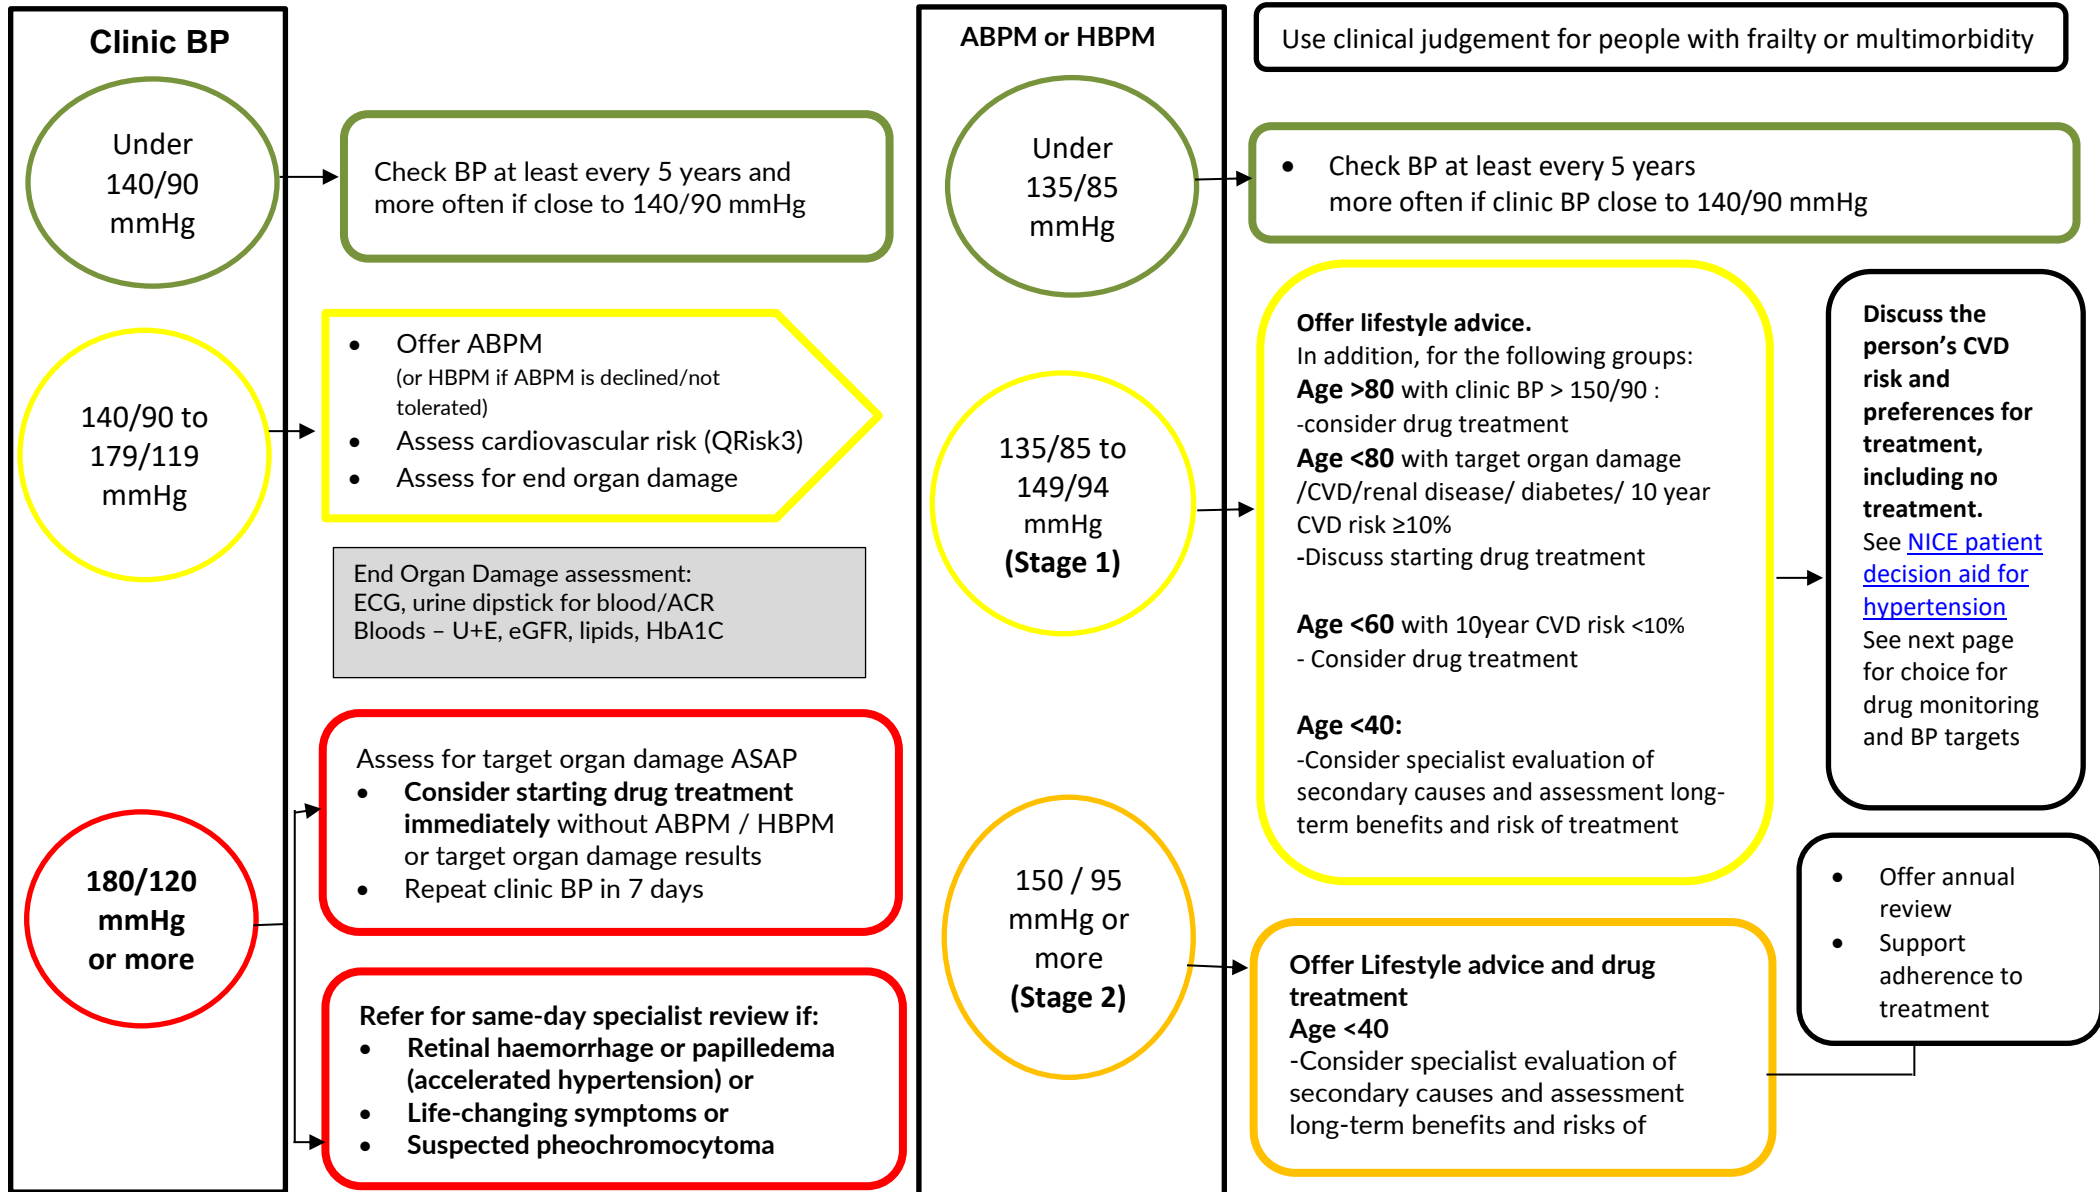 Clinic BP
Under
140/90
mmHg
Check BP at least every 5 years and
more often if close to 140/90 mmHg
140/90 to
179/119
mmHg
• Offer ABPM
(or HBPM if ABPM is declined/not
tolerated)
• Assess cardiovascular risk (QRisk3)
• Assess for end organ damage
End Organ Damage assessment:
ECG, urine dipstick for blood/ACR
Bloods – U+E, eGFR, lipids, HbA1C
180/120
mmHg
or more
Assess for target organ damage ASAP
• Consider starting drug treatment
immediately without ABPM / HBPM
or target organ damage results
• Repeat clinic BP in 7 days
Refer for same-day specialist review if:
• Retinal haemorrhage or papilledema
(accelerated hypertension) or
• Life-changing symptoms or
• Suspected pheochromocytoma
ABPM or HBPM
Use clinical judgement for people with frailty or multimorbidity
Under
135/85
mmHg
• Check BP at least every 5 years
more often if clinic BP close to 140/90 mmHg
135/85 to
149/94
mmHg
(Stage 1)
Offer lifestyle advice.
In addition, for the following groups:
Age >80 with clinic BP > 150/90 :
-consider drug treatment
Age <80 with target organ damage
/CVD/renal disease/ diabetes/ 10 year
CVD risk ≥10%
-Discuss starting drug treatment
Age <60 with 10year CVD risk <10%
- Consider drug treatment
Age <40:
-Consider specialist evaluation of
secondary causes and assessment long-
term benefits and risk of treatment
Discuss the
person’s CVD
risk and
preferences for
treatment,
including no
treatment.
See NICE patient
decision aid for
hypertension
See next page
for choice for
drug monitoring
and BP targets
150 / 95
mmHg or
more
(Stage 2)
Offer Lifestyle advice and drug
treatment
Age <40
-Consider specialist evaluation of
secondary causes and assessment
long-term benefits and risks of
• Offer annual
review
• Support
adherence to
treatment